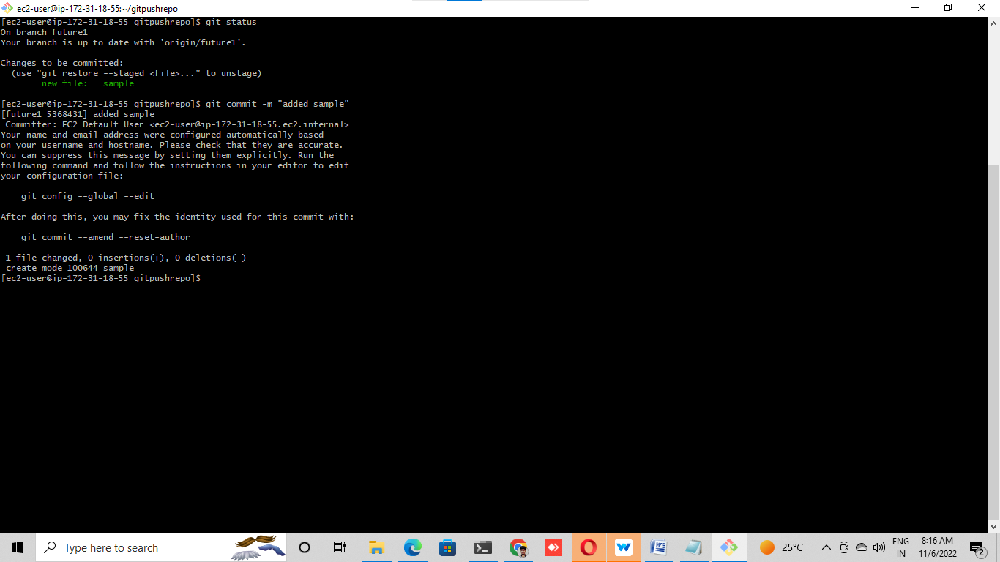 ec2-user@ip-172-31-18-55:~/gitpushrepo
[ec2-user@ip-172-31-18-55 gitpushrepo]$ git status
On branch future1
Your branch is up to date with 'origin/future1'.
Changes to be committed:
  (use "git restore --staged <file>..." to unstage)
        new file:   sample
[ec2-user@ip-172-31-18-55 gitpushrepo]$ git commit -m "added sample"
[future1 5368431] added sample
 Committer: EC2 Default User <ec2-user@ip-172-31-18-55.ec2.internal>
Your name and email address were configured automatically based
on your username and hostname. Please check that they are accurate.
You can suppress this message by setting them explicitly. Run the
following command and follow the instructions in your editor to edit
your configuration file:
    git config --global --edit
After doing this, you may fix the identity used for this commit with:
    git commit --amend --reset-author
 1 file changed, 0 insertions(+), 0 deletions(-)
 create mode 100644 sample
[ec2-user@ip-172-31-18-55 gitpushrepo]$
Type here to search
25°C
ENG
IN
8:16 AM
11/6/2022
2